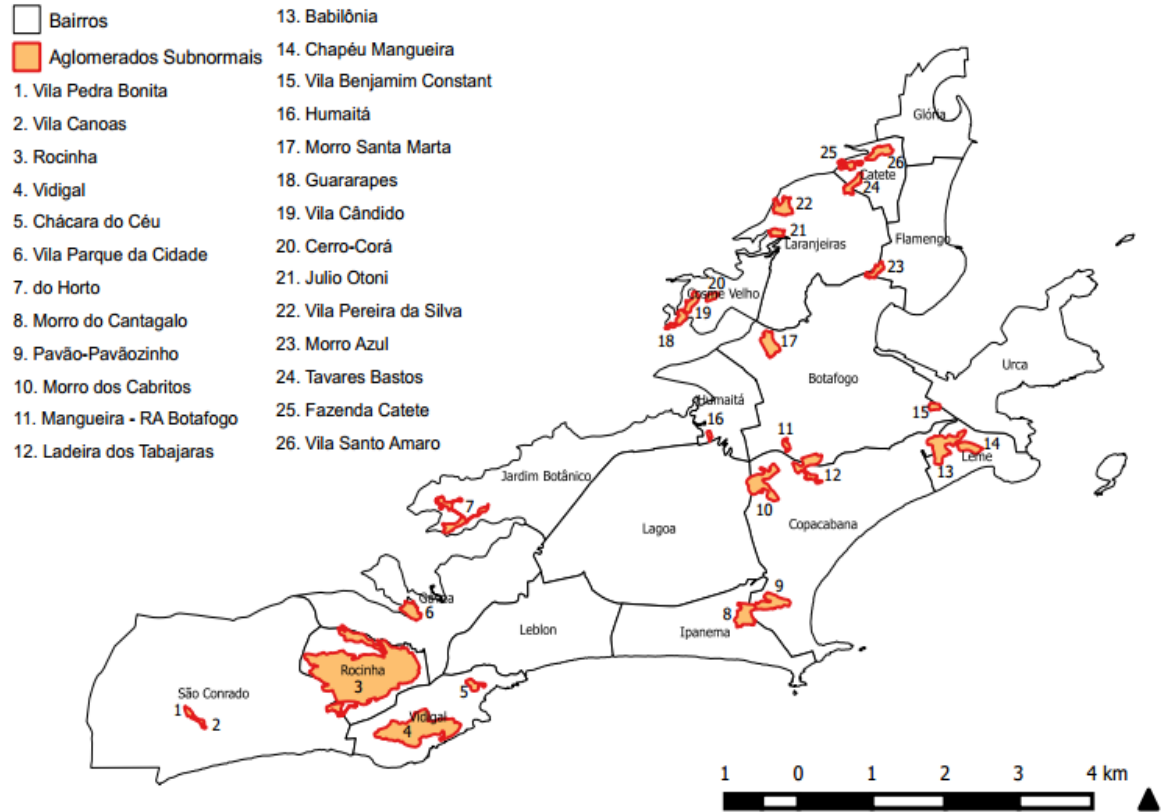 Bairros
Aglomerados Subnormais
1. Vila Pedra Bonita
2. Vila Canoas
3. Rocinha
4. Vidigal
5. Chácara do Céu
6. Vila Parque da Cidade
7. do Horto
8. Morro do Cantagalo
9. Pavão-Pavãozinho
10. Morro dos Cabritos
11. Mangueira - RA Botafogo
12. Ladeira dos Tabajaras
13. Babilônia
14. Chapéu Mangueira
15. Vila Benjamim Constant
16. Humaitá
17. Morro Santa Marta
18. Guararapes
19. Vila Cândido
20. Cerro-Corá
21. Julio Otoni
22. Vila Pereira da Silva
23. Morro Azul
24. Tavares Bastos
25. Fazenda Catete
26. Vila Santo Amaro
Glória
25
26
Catete
24
22
21
Laranjeiras
Flamengo
23
20
Cosme Velho
19
18
17
Botafogo
Urca
Humaitá
16
15
11
14
Leme
13
12
10
Copacabana
Jardim Botânico
7
Lagoa
9
8
Ipanema
Gávea
6
Leblon
Rocinha
3
São Conrado
1
2
5
Vidigal
4
1 0 1 2 3 4 km